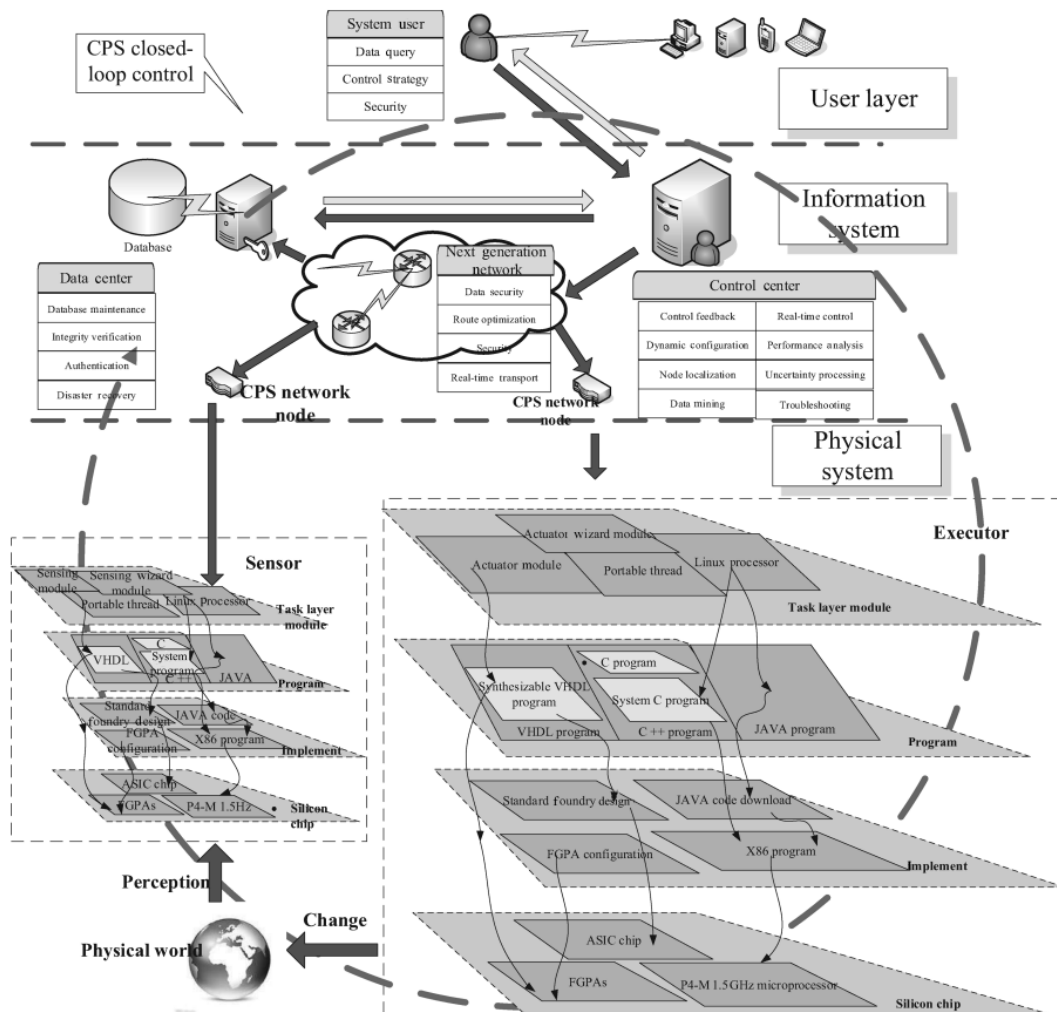 CPS closed-
loop control
System user
Data query
Control strategy
Security
User layer
Information
system
Database
Data center
Database maintenance
Integrity verification
Authentication
Disaster recovery
Next generation
network
Data security
Route optimization
Security
Real-time transport
Control center
Control feedback
Real-time control
Dynamic configuration
Performance analysis
Node localization
Uncertainty processing
Data mining
Troubleshooting
CPS network
node
CPS network
node
Physical
system
Sensor
Sensing
module
Sensing wizard
module
Portable thread
Linux processor
Task layer
module
VHDL
C
System
program
C ++
JAVA
Program
Standard
foundry design
JAVA code
FGPA
configuration
X86 program
Implement
ASIC chip
FGPAs
P4-M 1.5Hz
Silicon
chip
Perception
Physical world
Change
Executor
Actuator wizard module
Actuator module
Portable thread
Linux processor
Task layer module
C program
Synthesizable VHDL
program
System C program
VHDL program
C ++ program
JAVA program
Program
Standard foundry design
JAVA code download
FGPA configuration
X86 program
Implement
ASIC chip
FGPAs
P4-M 1.5GHz microprocessor
Silicon chip